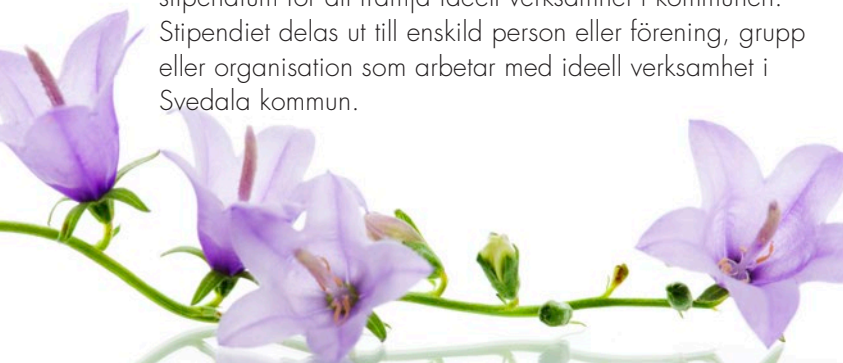 stipendium för att främja ideell verksamhet i kommunen.
Stipendiet delas ut till enskild person eller förening, grupp
eller organisation som arbetar med ideell verksamhet i
Svedala kommun.